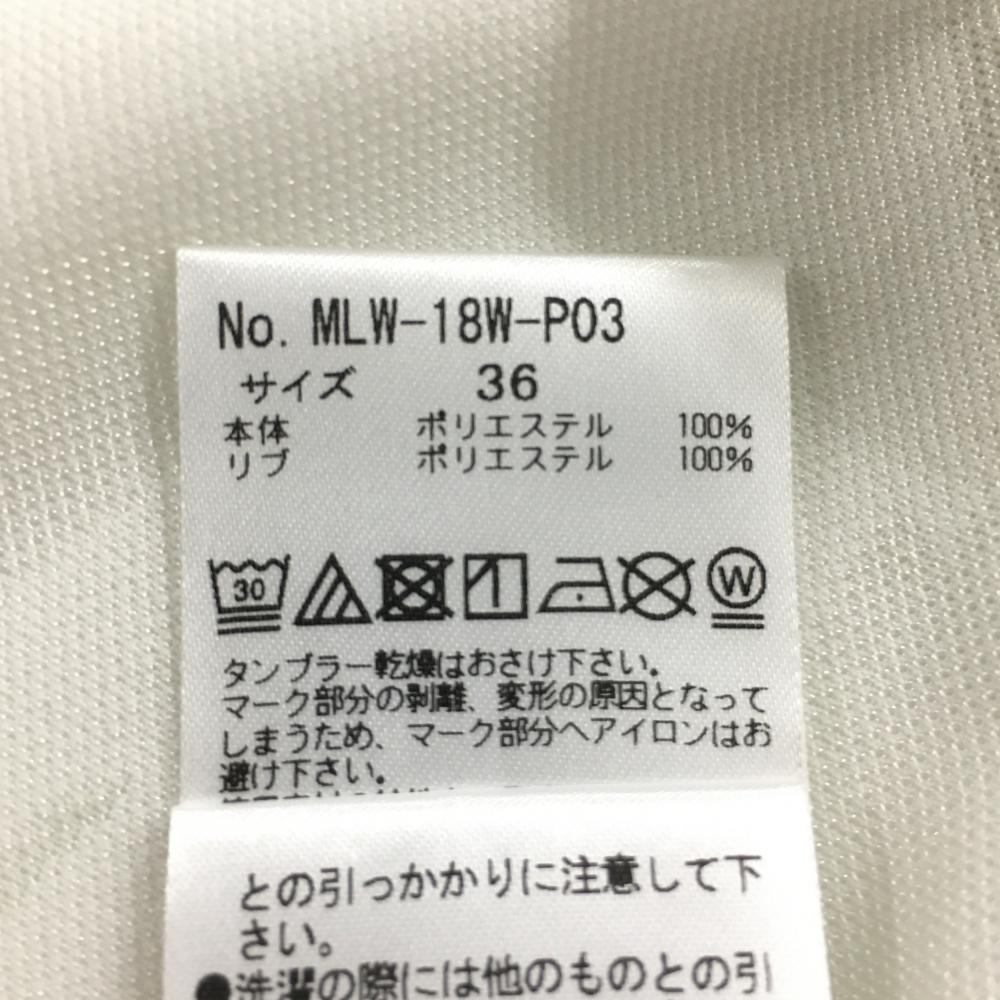 No. MLW-18W-P03
サイズ 36
本体 ポリエステル 100%
リブ ポリエステル 100%
30
W
タンブラー乾燥はおさけ下さい。
マーク部分の剥離、変形の原因となって
しまうため、マーク部分へアイロンはお
避け下さい。
との引っかかりに注意して下
さい。
●洗濯の際には他のものとの引